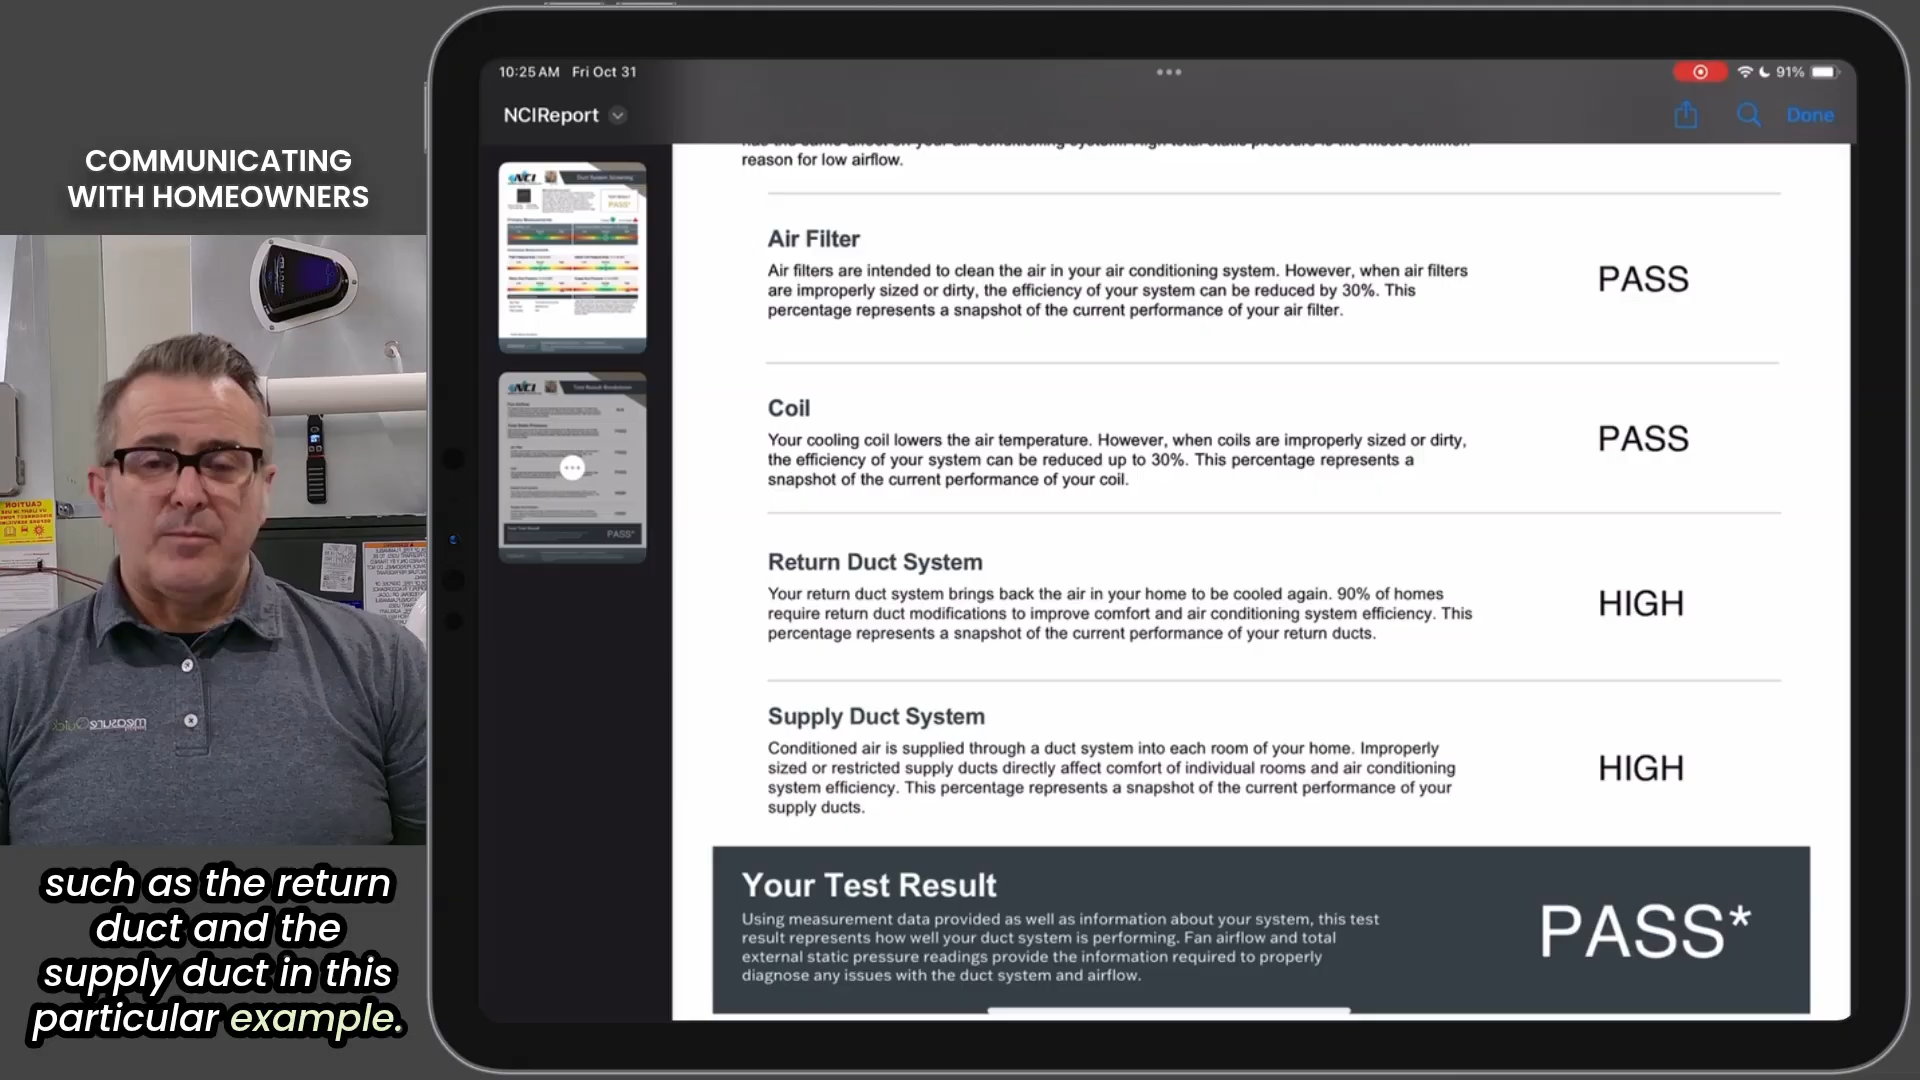 COMMUNICATING
WITH HOMEOWNERS
CAUTION
measureQuick
such as the return
duct and the
supply duct in this
particular example.
10:25 AM Fri Oct 31
91%
NCIReport
Done
NCI
Duct System Screening
PASS*
NCI
Test Result Breakdown
PASS*
reason for low airflow.
Air Filter
Air filters are intended to clean the air in your air conditioning system. However, when air filters
are improperly sized or dirty, the efficiency of your system can be reduced by 30%. This
percentage represents a snapshot of the current performance of your air filter.
PASS
Coil
Your cooling coil lowers the air temperature. However, when coils are improperly sized or dirty,
the efficiency of your system can be reduced up to 30%. This percentage represents a
snapshot of the current performance of your coil.
PASS
Return Duct System
Your return duct system brings back the air in your home to be cooled again. 90% of homes
require return duct modifications to improve comfort and air conditioning system efficiency. This
percentage represents a snapshot of the current performance of your return ducts.
HIGH
Supply Duct System
Conditioned air is supplied through a duct system into each room of your home. Improperly
sized or restricted supply ducts directly affect comfort of individual rooms and air conditioning
system efficiency. This percentage represents a snapshot of the current performance of your
supply ducts.
HIGH
Your Test Result
Using measurement data provided as well as information about your system, this test
result represents how well your duct system is performing. Fan airflow and total
external static pressure readings provide the information required to properly
diagnose any issues with the duct system and airflow.
PASS*